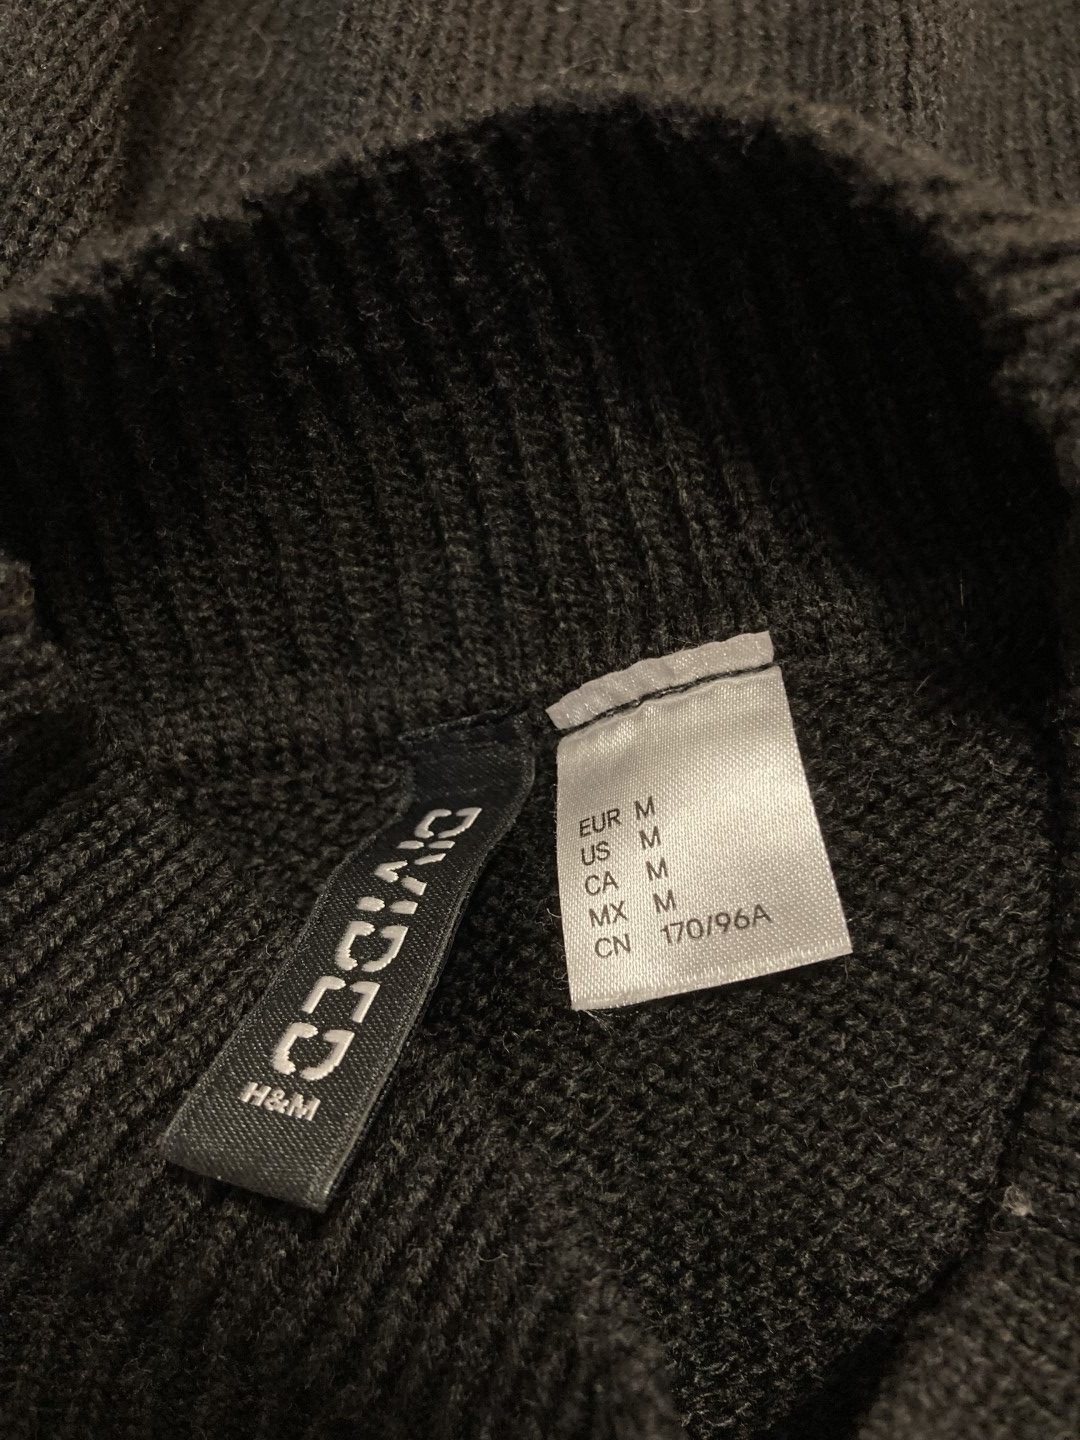 DIVIDED
H&M
EUR M
US M
CA M
MX M
CN 170/96A